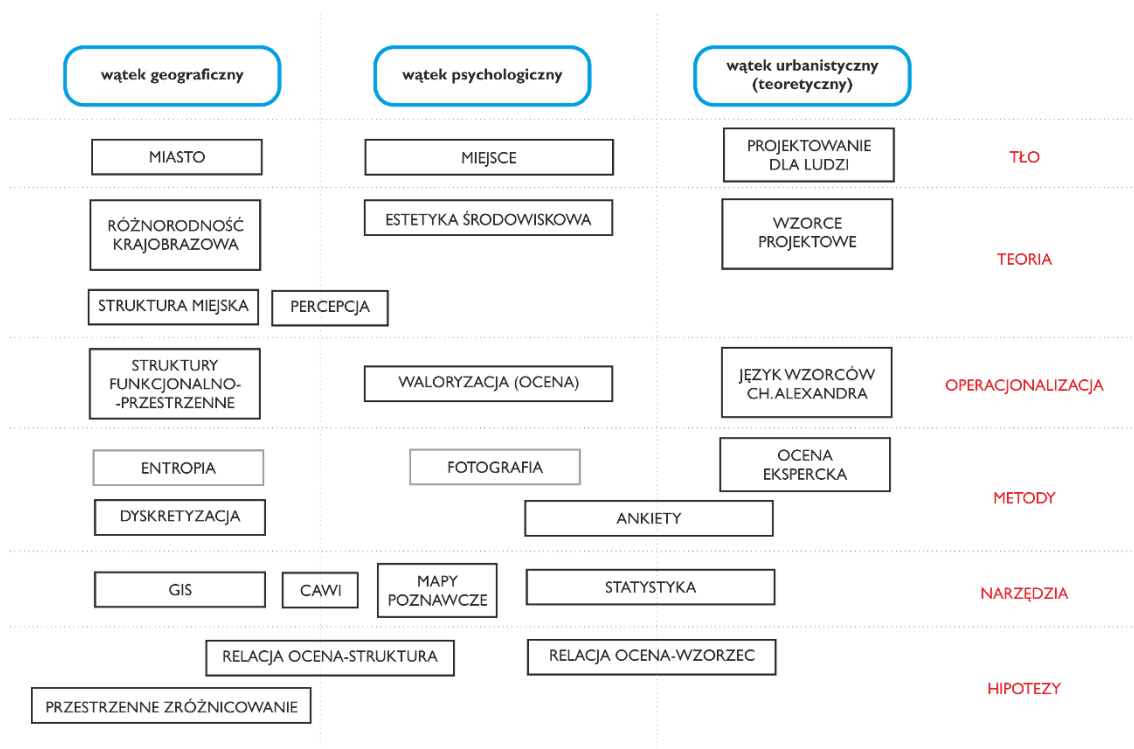 wątek geograficzny
wątek psychologiczny
wątek urbanistyczny
(teoretyczny)
MIASTO
MIEJSCE
PROJEKTOWANIE
DLA LUDZI
TŁO
RÓŻNORODNOŚĆ
KRAJOBRAZOWA
ESTETYKA ŚRODOWISKOWA
WZORCE
PROJEKTOWE
TEORIA
STRUKTURA MIEJSKA
PERCEPCJA
STRUKTURY
FUNKCJONALNO-
-PRZESTRZENNE
WALORYZACJA (OCENA)
JĘZYK WZORCÓW
CH. ALEXANDRA
OPERACJONALIZACJA
ENTROPIA
FOTOGRAFIA
OCENA
EKSPERCKA
METODY
DYSKRETYZACJA
ANKIETY
GIS
CAWI
MAPY
POZNAWCZE
STATYSTYKA
NARZĘDZIA
RELACJA OCENA-STRUKTURA
RELACJA OCENA-WZORZEC
HIPOTEZY
PRZESTRZENNE ZRÓŻNICOWANIE